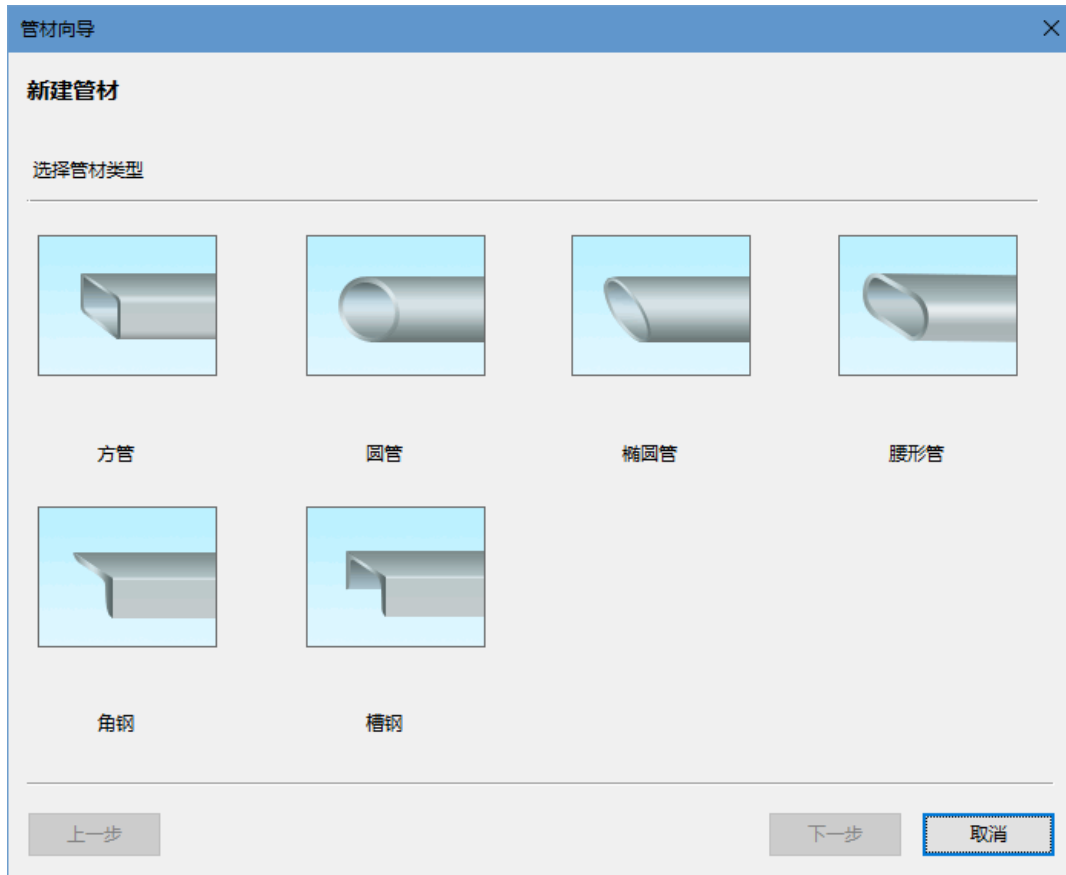 管材向导
新建管材
选择管材类型
方管 圆管 椭圆管 腰形管
角钢 槽钢
上一步 下一步 取消